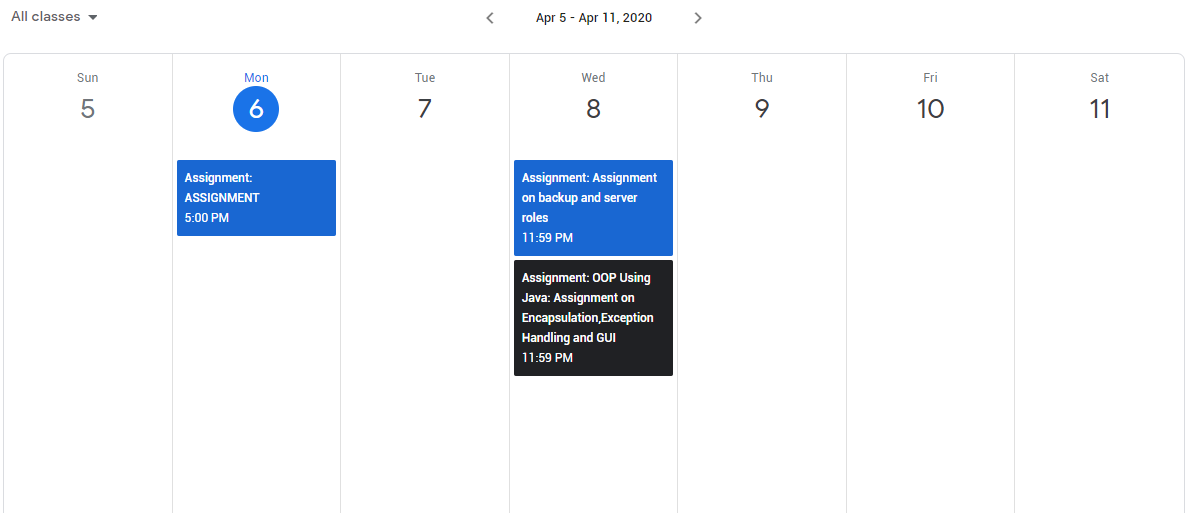 All classes
Apr 5 - Apr 11, 2020
Sun
5
Mon
6
Tue
7
Wed
8
Thu
9
Fri
10
Sat
11
Assignment:
ASSIGNMENT
5:00 PM
Assignment: Assignment
on backup and server
roles
11:59 PM
Assignment: OOP Using
Java: Assignment on
Encapsulation,Exception
Handling and GUI
11:59 PM